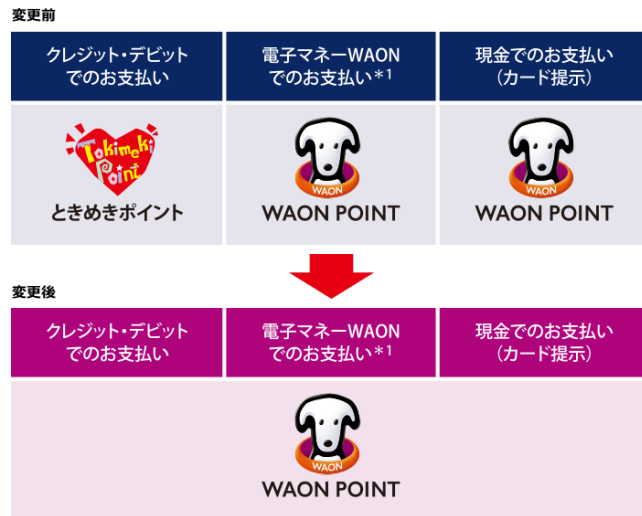 変更前
クレジット・デビット
でのお支払い
電子マネーWAON
でのお支払い*1
現金でのお支払い
(カード提示)
Tokimeki
Point
ときめきポイント
WAON
WAON POINT
WAON
WAON POINT
変更後
クレジット・デビット
でのお支払い
電子マネーWAON
でのお支払い*1
現金でのお支払い
(カード提示)
WAON
WAON POINT